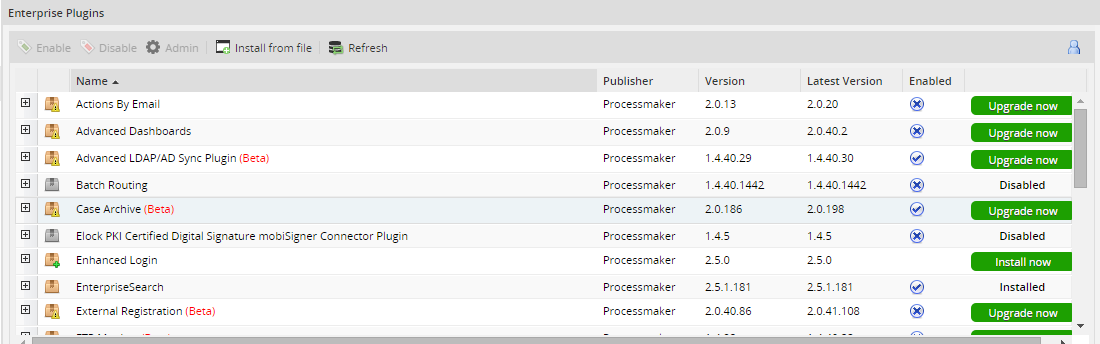 Enterprise Plugins
Enable Disable Admin Install from file Refresh
Name Publisher Version Latest Version Enabled
Actions By Email Processmaker 2.0.13 2.0.20 Upgrade now
Advanced Dashboards Processmaker 2.0.9 2.0.40.2 Upgrade now
Advanced LDAP/AD Sync Plugin (Beta) Processmaker 1.4.40.29 1.4.40.30 Upgrade now
Batch Routing Processmaker 1.4.40.1442 1.4.40.1442 Disabled
Case Archive (Beta) Processmaker 2.0.186 2.0.198 Upgrade now
Elock PKI Certified Digital Signature mobiSigner Connector Plugin Processmaker 1.4.5 1.4.5 Disabled
Enhanced Login Processmaker 2.5.0 2.5.0 Install now
EnterpriseSearch Processmaker 2.5.1.181 2.5.1.181 Installed
External Registration (Beta) Processmaker 2.0.40.86 2.0.41.108 Upgrade now